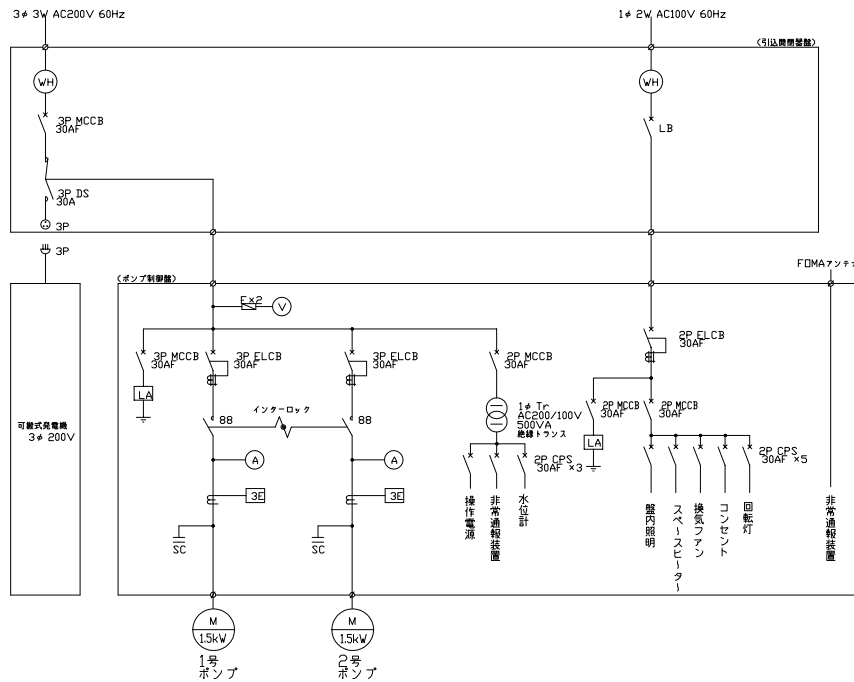 3φ 3W AC200V 60Hz
1φ 2W AC100V 60Hz
(引込開閉器盤)
WH
WH
3P MCCB
30AF
LB
3P DS
30A
3P
3P
FOMAアンテナ
(ポンプ制御盤)
F×2
V
2P ELCB
30AF
3P MCCB
30AF
3P ELCB
30AF
3P ELCB
30AF
2P MCCB
30AF
LA
1φ Tr
AC200/100V
500VA
絶縁トランス
2P MCCB
30AF
2P MCCB
30AF
88
インターロック
88
LA
可搬式発電機
3φ 200V
A
A
2P CPS
30AF ×3
2P CPS
30AF ×5
3E
3E
操作電源
非常通報装置
水位計
盤内照明
スペースヒーター
換気ファン
コンセント
回転灯
非常通報装置
SC
SC
M
1.5kW
M
1.5kW
1号
ポンプ
2号
ポンプ